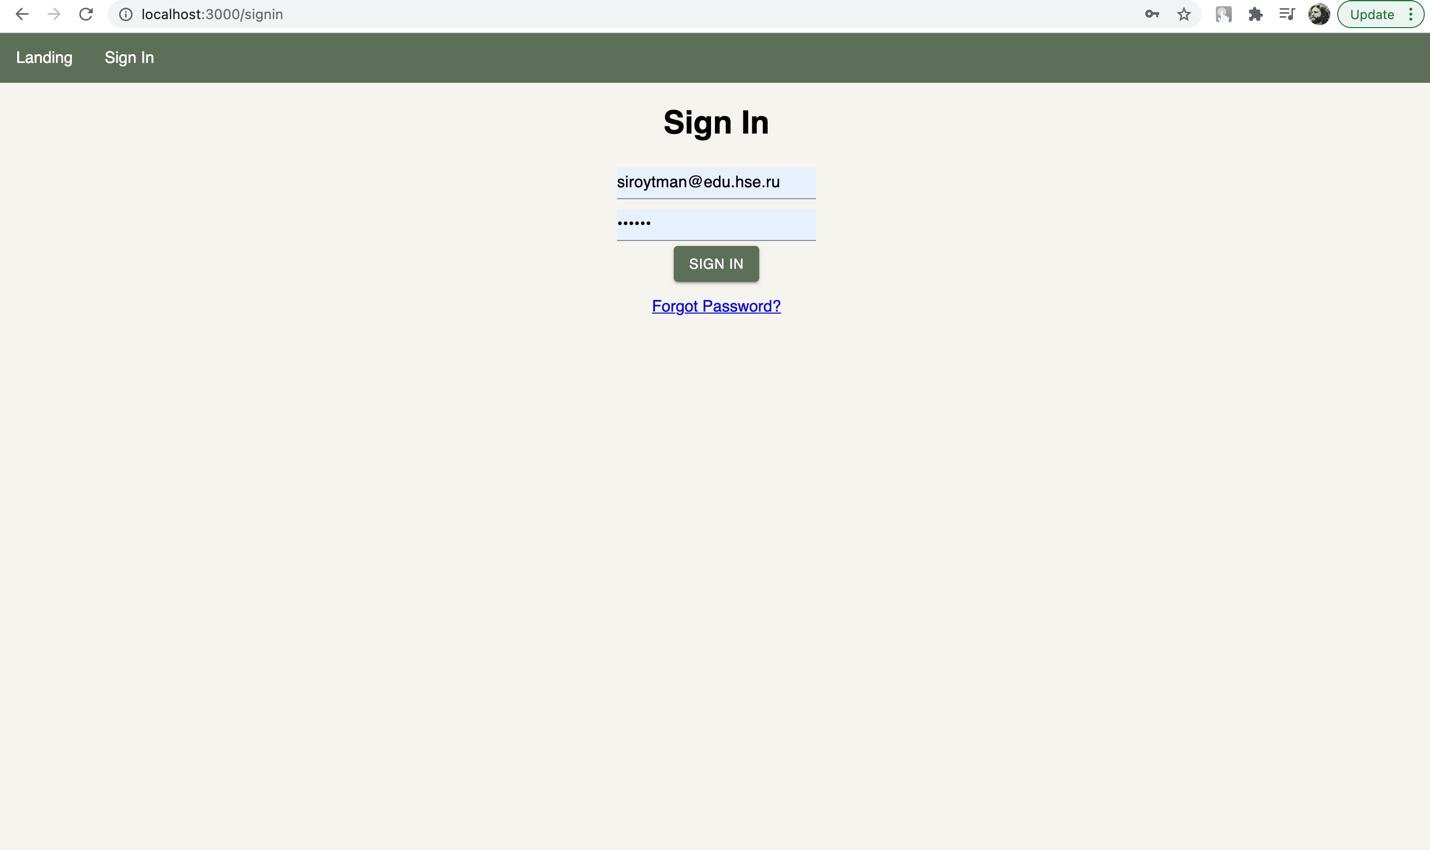 localhost:3000/signin
Update
Landing Sign In
Sign In
siroytman@edu.hse.ru
••••••
SIGN IN
Forgot Password?